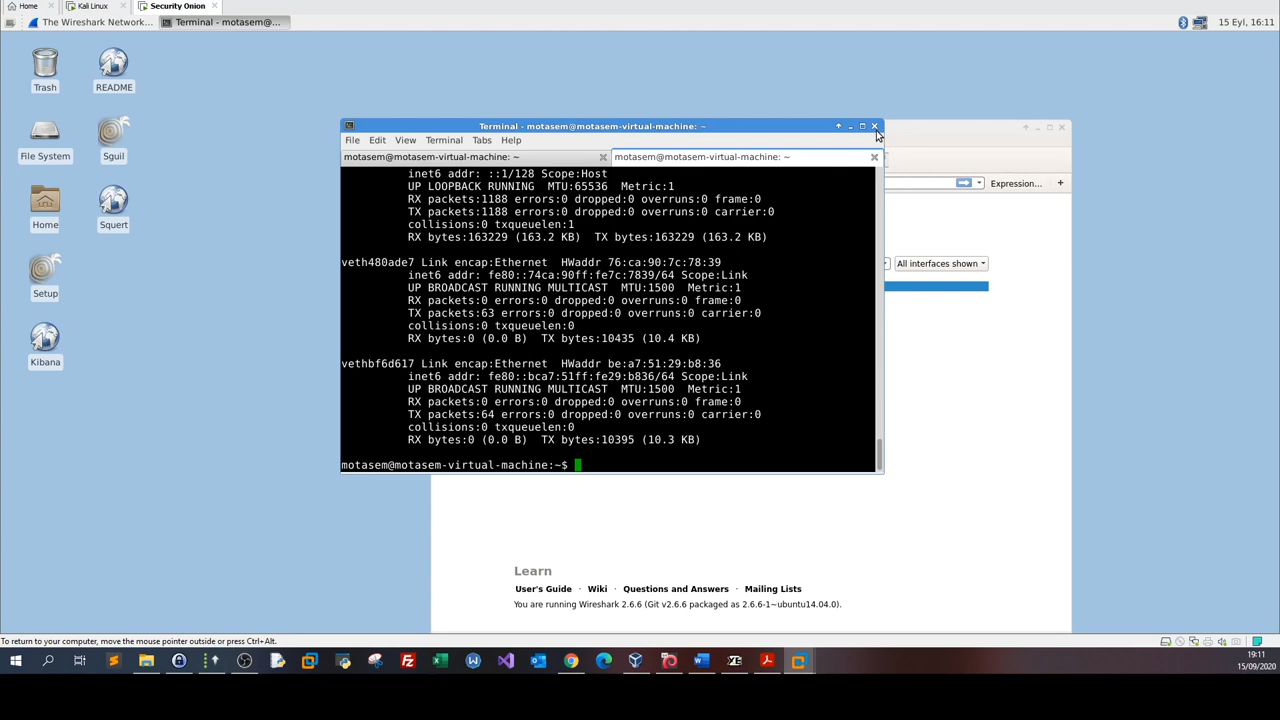 Home
Kali Linux
Security Onion
The Wireshark Network...
Terminal - motasem@...
15 Eyl, 16:11
Trash
README
File System
Sguil
Home
Squert
Setup
Kibana
Terminal - motasem@motasem-virtual-machine: ~
File Edit View Terminal Tabs Help
motasem@motasem-virtual-machine: ~
motasem@motasem-virtual-machine: ~
inet6 addr: ::1/128 Scope:Host
UP LOOPBACK RUNNING MTU:65536 Metric:1
RX packets:1188 errors:0 dropped:0 overruns:0 frame:0
TX packets:1188 errors:0 dropped:0 overruns:0 carrier:0
collisions:0 txqueuelen:1
RX bytes:163229 (163.2 KB) TX bytes:163229 (163.2 KB)
veth480ade7 Link encap:Ethernet HWaddr 76:ca:90:7c:78:39
inet6 addr: fe80::74ca:90ff:fe7c:7839/64 Scope:Link
UP BROADCAST RUNNING MULTICAST MTU:1500 Metric:1
RX packets:0 errors:0 dropped:0 overruns:0 frame:0
TX packets:63 errors:0 dropped:0 overruns:0 carrier:0
collisions:0 txqueuelen:0
RX bytes:0 (0.0 B) TX bytes:10435 (10.4 KB)
vethbf6d617 Link encap:Ethernet HWaddr be:a7:51:29:b8:36
inet6 addr: fe80::bca7:51ff:fe29:b836/64 Scope:Link
UP BROADCAST RUNNING MULTICAST MTU:1500 Metric:1
RX packets:0 errors:0 dropped:0 overruns:0 frame:0
TX packets:64 errors:0 dropped:0 overruns:0 carrier:0
collisions:0 txqueuelen:0
RX bytes:0 (0.0 B) TX bytes:10395 (10.3 KB)
motasem@motasem-virtual-machine:~$
Expression... +
All interfaces shown
Learn
User's Guide · Wiki · Questions and Answers · Mailing Lists
You are running Wireshark 2.6.6 (Git v2.6.6 packaged as 2.6.6-1~ubuntu14.04.0).
To return to your computer, move the mouse pointer outside or press Ctrl+Alt.
19:11
15/09/2020